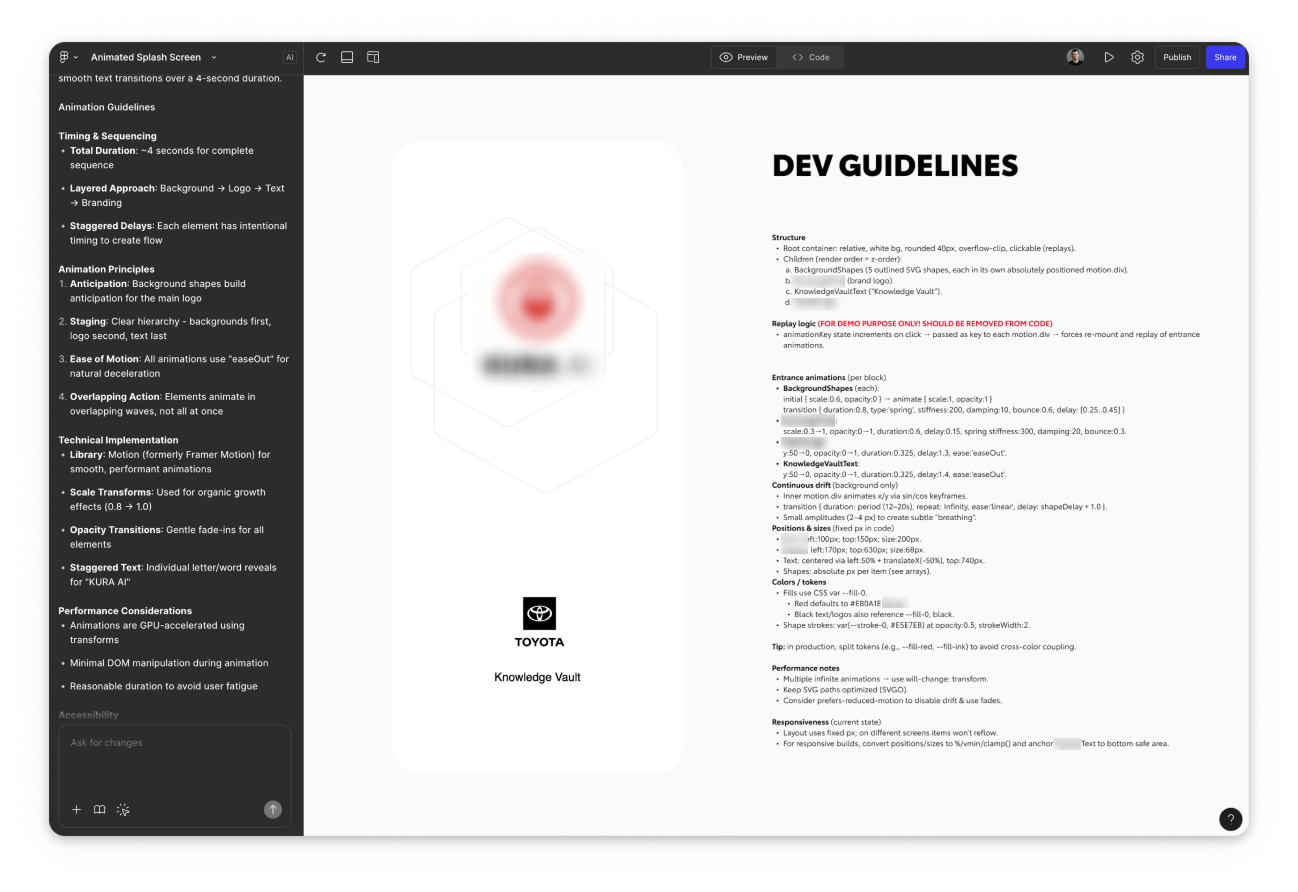 Animated Splash Screen
AI
Preview
Code
Publish
Share
smooth text transitions over a 4-second duration.
Animation Guidelines
Timing & Sequencing
• Total Duration: ~4 seconds for complete
sequence
• Layered Approach: Background → Logo → Text
→ Branding
• Staggered Delays: Each element has intentional
timing to create flow
Animation Principles
1. Anticipation: Background shapes build
anticipation for the main logo
2. Staging: Clear hierarchy - backgrounds first,
logo second, text last
3. Ease of Motion: All animations use "easeOut" for
natural deceleration
4. Overlapping Action: Elements animate in
overlapping waves, not all at once
Technical Implementation
• Library: Motion (formerly Framer Motion) for
smooth, performant animations
• Scale Transforms: Used for organic growth
effects (0.8 → 1.0)
• Opacity Transitions: Gentle fade-ins for all
elements
• Staggered Text: Individual letter/word reveals
for "KURA AI"
Performance Considerations
• Animations are GPU-accelerated using
transforms
• Minimal DOM manipulation during animation
• Reasonable duration to avoid user fatigue
Accessibility
Ask for changes
TOYOTA
Knowledge Vault
DEV GUIDELINES
Structure
• Root container: relative, white bg, rounded 40px, overflow-clip, clickable (replays).
• Children (render order = z-order):
a. BackgroundShapes (5 outlined SVG shapes, each in its own absolutely positioned motion.div).
b. (brand logo).
c. KnowledgeVaultText ("Knowledge Vault").
d.
Replay logic (FOR DEMO PURPOSE ONLY! SHOULD BE REMOVED FROM CODE)
• animationKey state increments on click → passed as key to each motion.div → forces re-mount and replay of entrance
animations.
Entrance animations (per block)
• BackgroundShapes (each):
initial { scale:0.6, opacity:0 } → animate { scale:1, opacity:1 }
transition { duration:0.8, type:'spring', stiffness:200, damping:10, bounce:0.6, delay: [0.25..0.45] }
• :
scale:0.3→1, opacity:0→1, duration:0.6, delay:0.15, spring stiffness:300, damping:20, bounce:0.3.
•
y:50→0, opacity:0→1, duration:0.325, delay:1.3, ease:'easeOut'.
• KnowledgeVaultText:
y:50→0, opacity:0→1, duration:0.325, delay:1.4, ease:'easeOut'.
Continuous drift (background only)
• Inner motion.div animates x/y via sin/cos keyframes.
• transition { duration: period (12–20s), repeat: Infinity, ease:'linear', delay: shapeDelay + 1.0 }.
• Small amplitudes (2–4 px) to create subtle "breathing".
Positions & sizes (fixed px in code)
• left:100px; top:150px; size:200px.
• left:170px; top:630px; size:68px.
• Text: centered via left:50% + translateX(-50%), top:740px.
• Shapes: absolute px per item (see arrays).
Colors / tokens
• Fills use CSS var --fill-0.
• Red defaults to #EB0A1E
• Black text/logos also reference --fill-0, black.
• Shape strokes: var(--stroke-0, #E5E7EB) at opacity:0.5, strokeWidth:2.
Tip: in production, split tokens (e.g., --fill-red, --fill-ink) to avoid cross-color coupling.
Performance notes
• Multiple infinite animations → use will-change: transform.
• Keep SVG paths optimized (SVGO).
• Consider prefers-reduced-motion to disable drift & use fades.
Responsiveness (current state)
• Layout uses fixed px; on different screens items won't reflow.
• For responsive builds, convert positions/sizes to %/vmin/clamp() and anchor Text to bottom safe area.
?